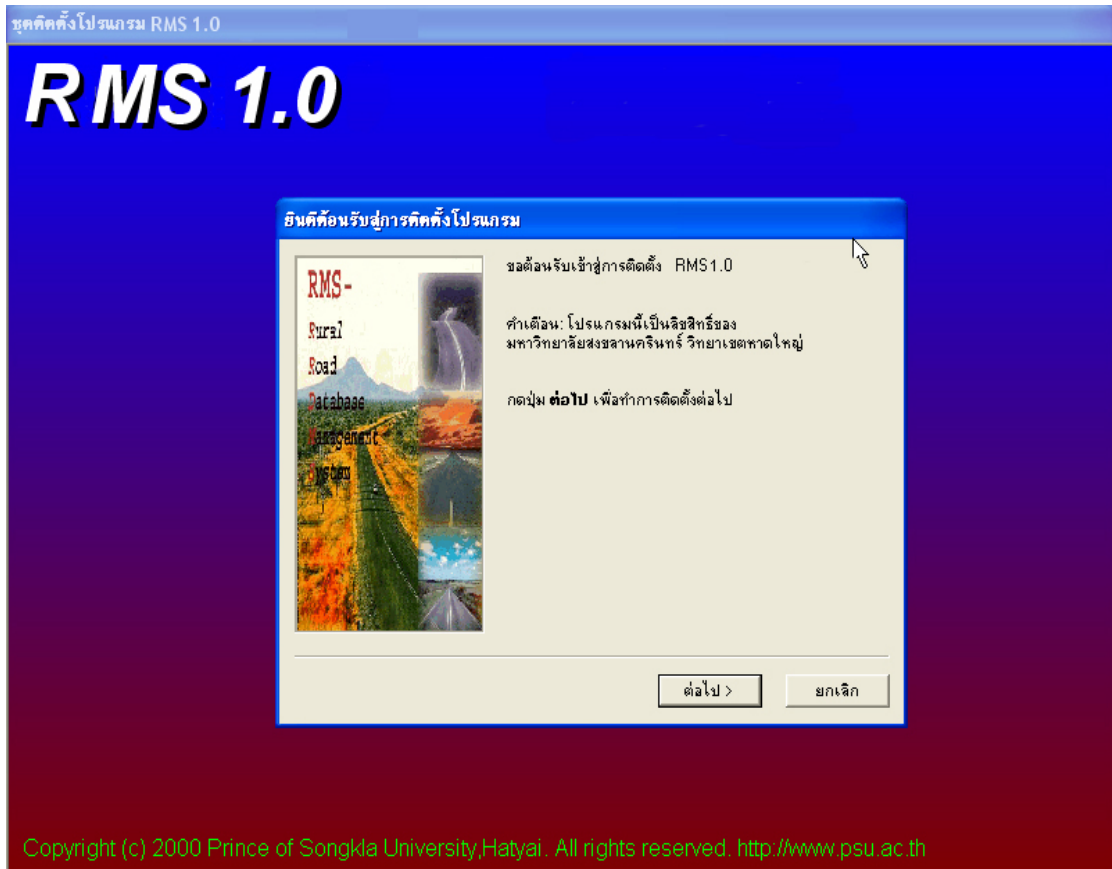 ชุดติดตั้งโปรแกรม RMS 1.0
RMS 1.0
ยินดีต้อนรับสู่การติดตั้งโปรแกรม
RMS-
Rural
Road
Database
Management
System
ขอต้อนรับเข้าสู่การติดตั้ง RMS1.0
คำเตือน: โปรแกรมนี้เป็นลิขสิทธิ์ของ
มหาวิทยาลัยสงขลานครินทร์ วิทยาเขตหาดใหญ่
กดปุ่ม ต่อไป เพื่อทำการติดตั้งต่อไป
ต่อไป >
ยกเลิก
Copyright (c) 2000 Prince of Songkla University,Hatyai. All rights reserved. http://www.psu.ac.th